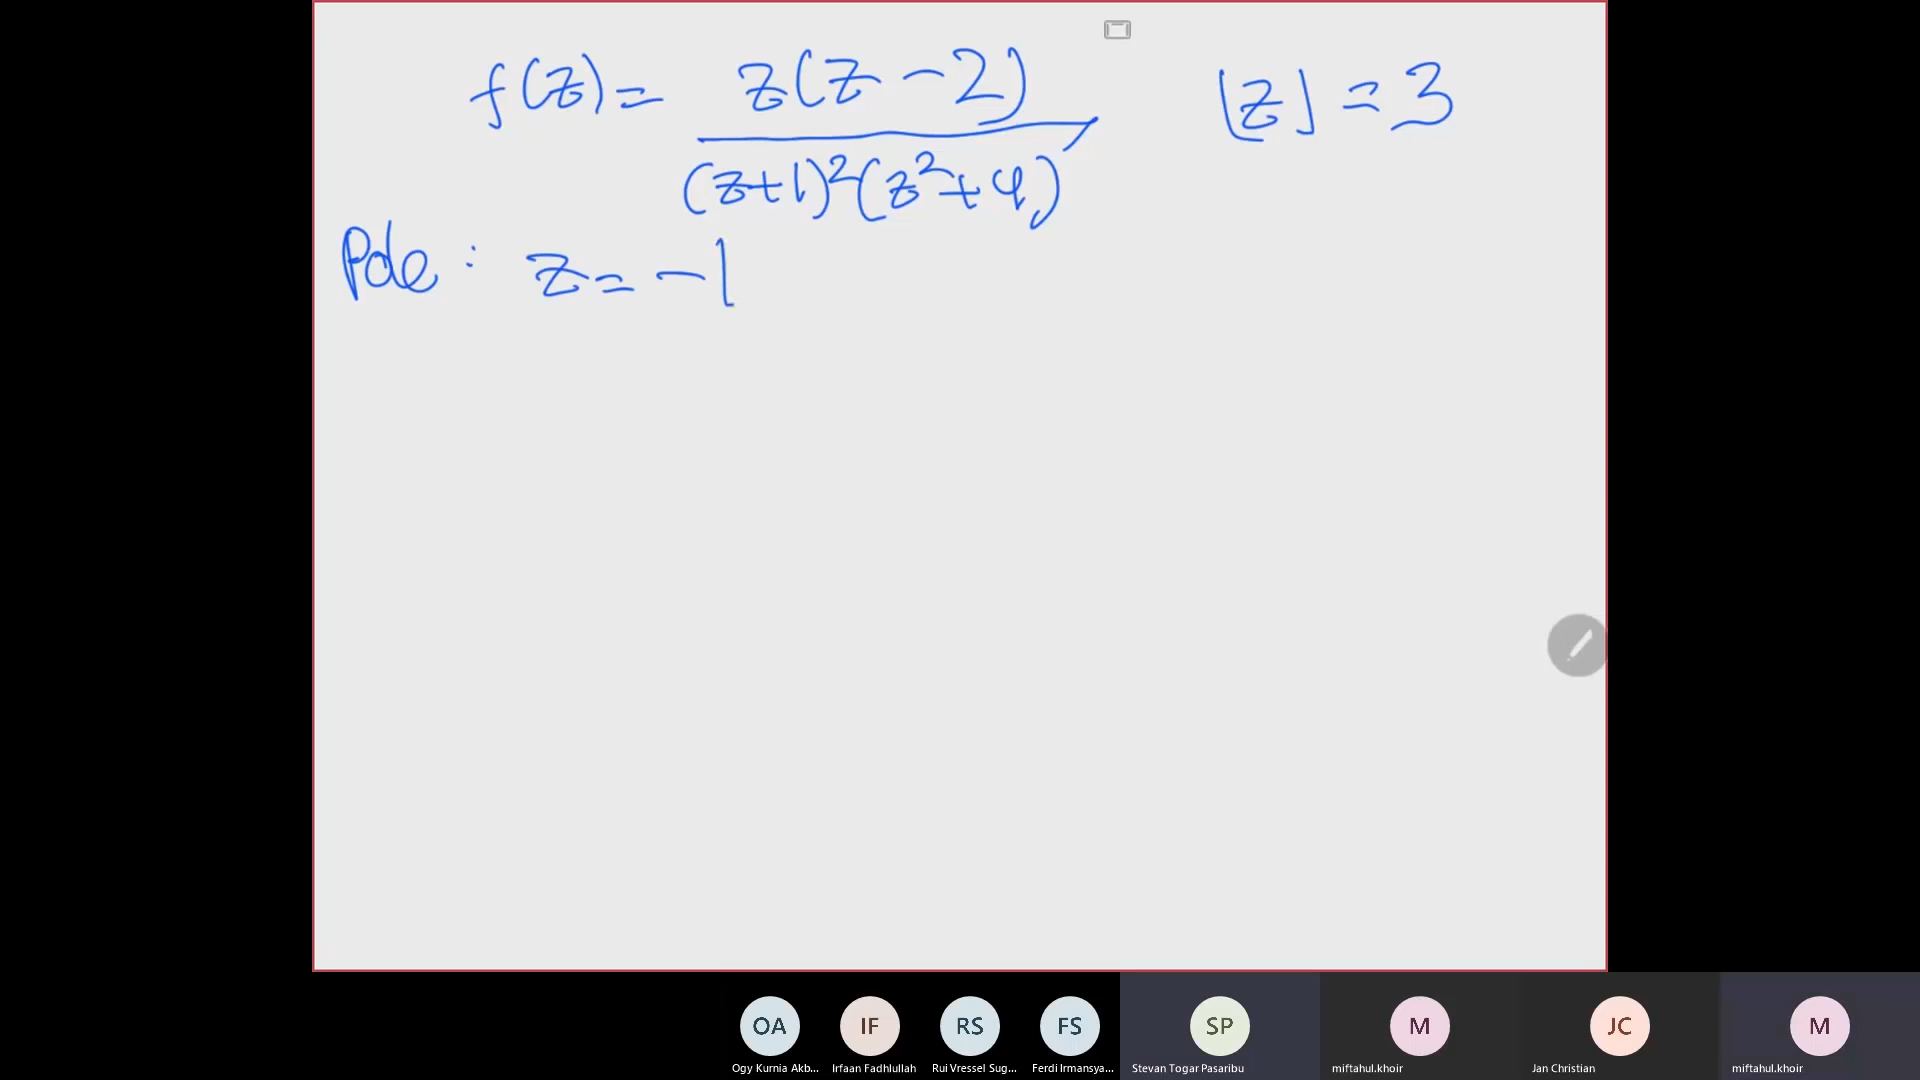 f(z) = z(z-2) / (z+1)²(z²+4) |z| = 3
Pole : z = -1
OA IF RS FS SP M JC M
Ogy Kurnia Akb... Irfaan Fadhlullah Rui Vressel Sug... Ferdi Irmansya... Stevan Togar Pasaribu miftahul.khoir Jan Christian miftahul.khoir